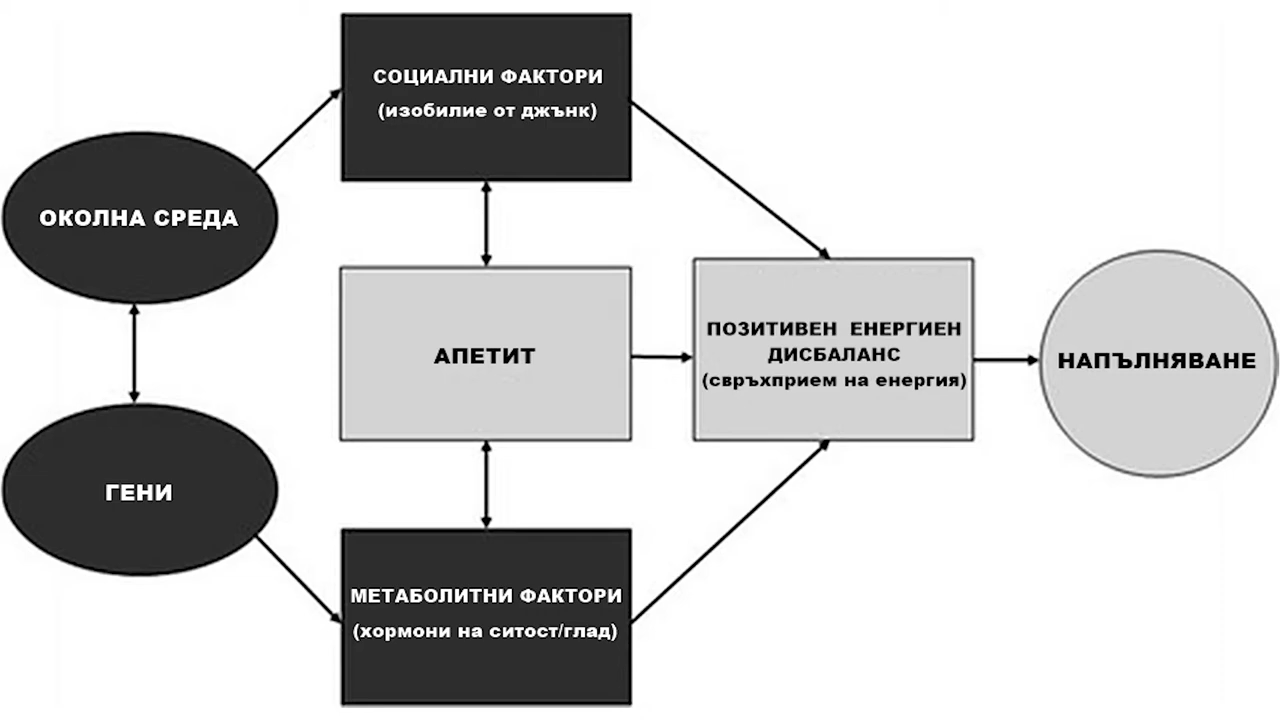 СОЦИАЛНИ ФАКТОРИ
(изобилие от джънк)
ОКОЛНА СРЕДА
АПЕТИТ
ПОЗИТИВЕН ЕНЕРГИЕН
ДИСБАЛАНС
(свръхприем на енергия)
НАПЪЛНЯВАНЕ
ГЕНИ
МЕТАБОЛИТНИ ФАКТОРИ
(хормони на ситост/глад)